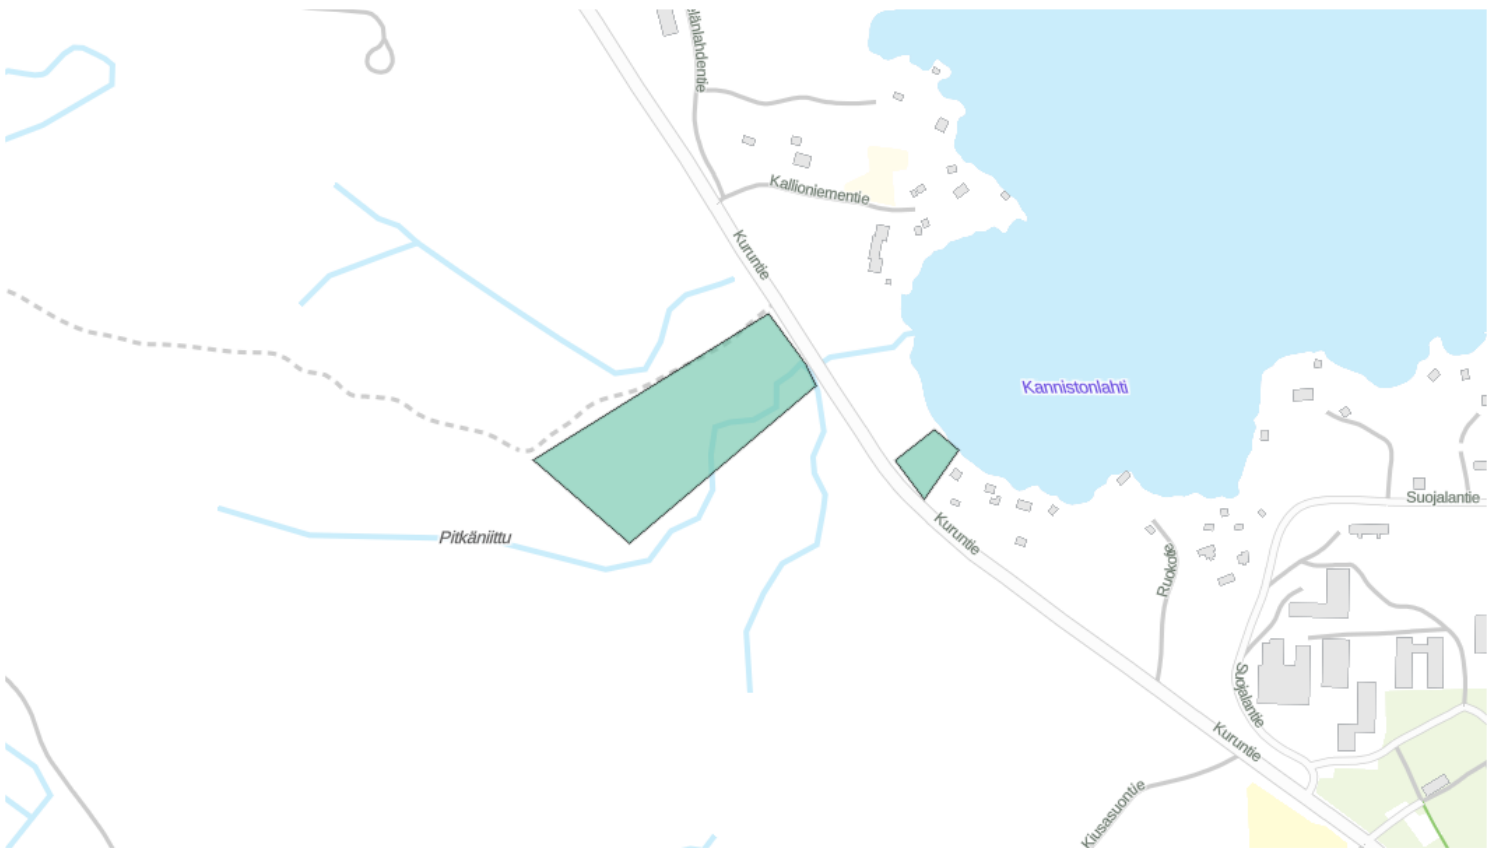 Kallioniementie
Kuruntie
Kannistonlahti
Suojalantie
Pitkäniittu
Kuruntie
Ruokotie
Suojalantie
Kuruntie
Kiusasuontie